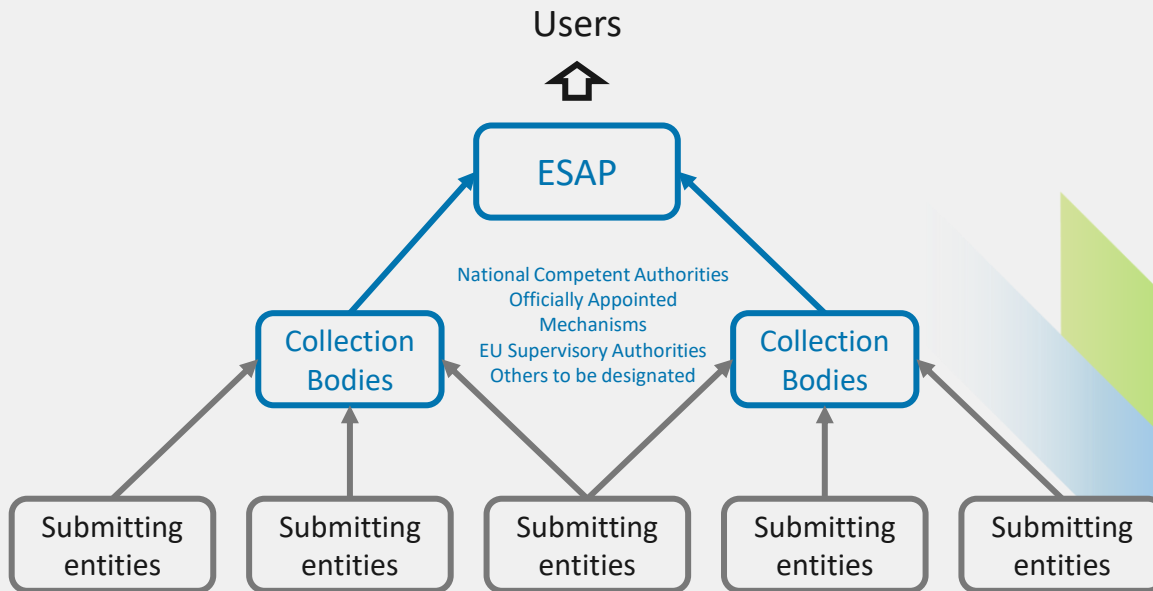 Users
ESAP
National Competent Authorities
Officially Appointed
Mechanisms
EU Supervisory Authorities
Others to be designated
Collection
Bodies
Collection
Bodies
Submitting
entities
Submitting
entities
Submitting
entities
Submitting
entities
Submitting
entities